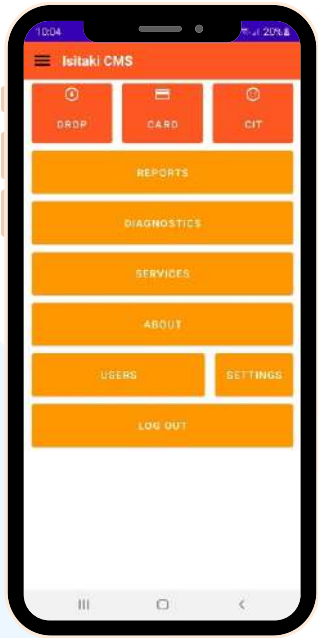 10:04 20%
Isitaki CMS
DROP CARD CIT
REPORTS
DIAGNOSTICS
SERVICES
ABOUT
USERS SETTINGS
LOG OUT